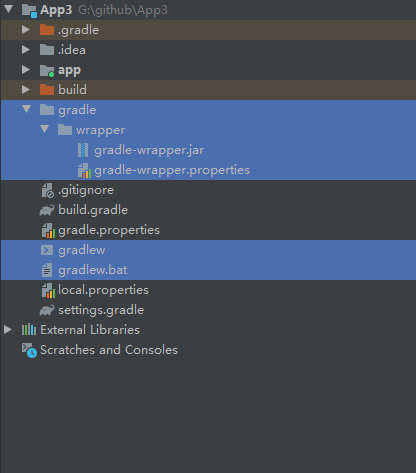 App3 G:\github\App3
.gradle
.idea
app
build
gradle
wrapper
gradle-wrapper.jar
gradle-wrapper.properties
.gitignore
build.gradle
gradle.properties
gradlew
gradlew.bat
local.properties
settings.gradle
External Libraries
Scratches and Consoles